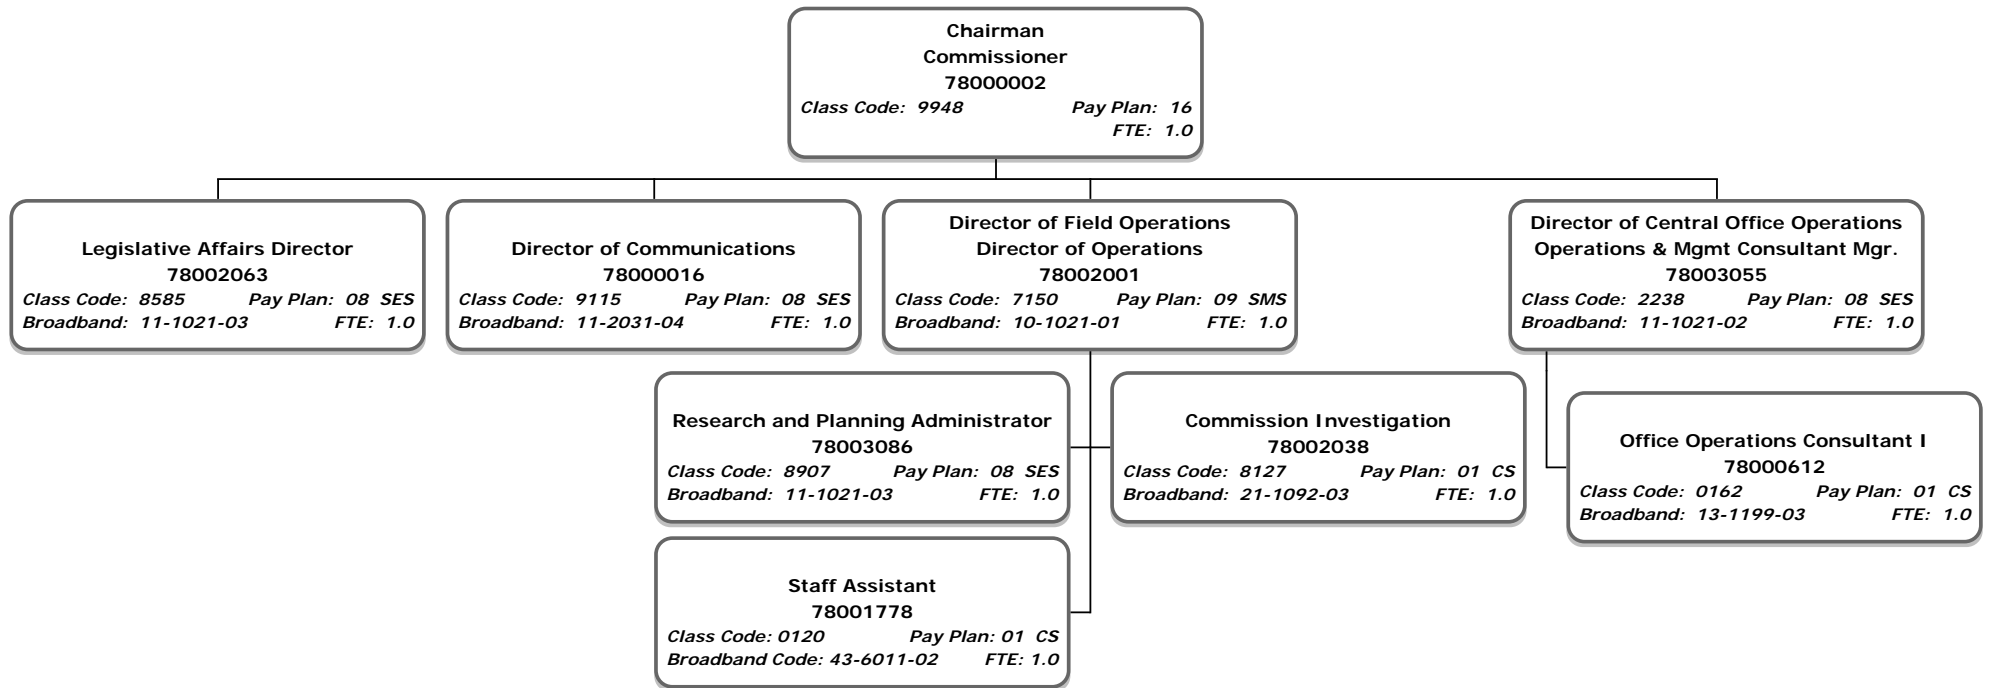 Chairman
Commissioner
78000002
Class Code: 9948 Pay Plan: 16
FTE: 1.0
Legislative Affairs Director
78002063
Class Code: 8585 Pay Plan: 08 SES
Broadband: 11-1021-03 FTE: 1.0
Director of Communications
78000016
Class Code: 9115 Pay Plan: 08 SES
Broadband: 11-2031-04 FTE: 1.0
Director of Field Operations
Director of Operations
78002001
Class Code: 7150 Pay Plan: 09 SMS
Broadband: 10-1021-01 FTE: 1.0
Director of Central Office Operations
Operations & Mgmt Consultant Mgr.
78003055
Class Code: 2238 Pay Plan: 08 SES
Broadband: 11-1021-02 FTE: 1.0
Research and Planning Administrator
78003086
Class Code: 8907 Pay Plan: 08 SES
Broadband: 11-1021-03 FTE: 1.0
Commission Investigation
78002038
Class Code: 8127 Pay Plan: 01 CS
Broadband: 21-1092-03 FTE: 1.0
Office Operations Consultant I
78000612
Class Code: 0162 Pay Plan: 01 CS
Broadband: 13-1199-03 FTE: 1.0
Staff Assistant
78001778
Class Code: 0120 Pay Plan: 01 CS
Broadband Code: 43-6011-02 FTE: 1.0